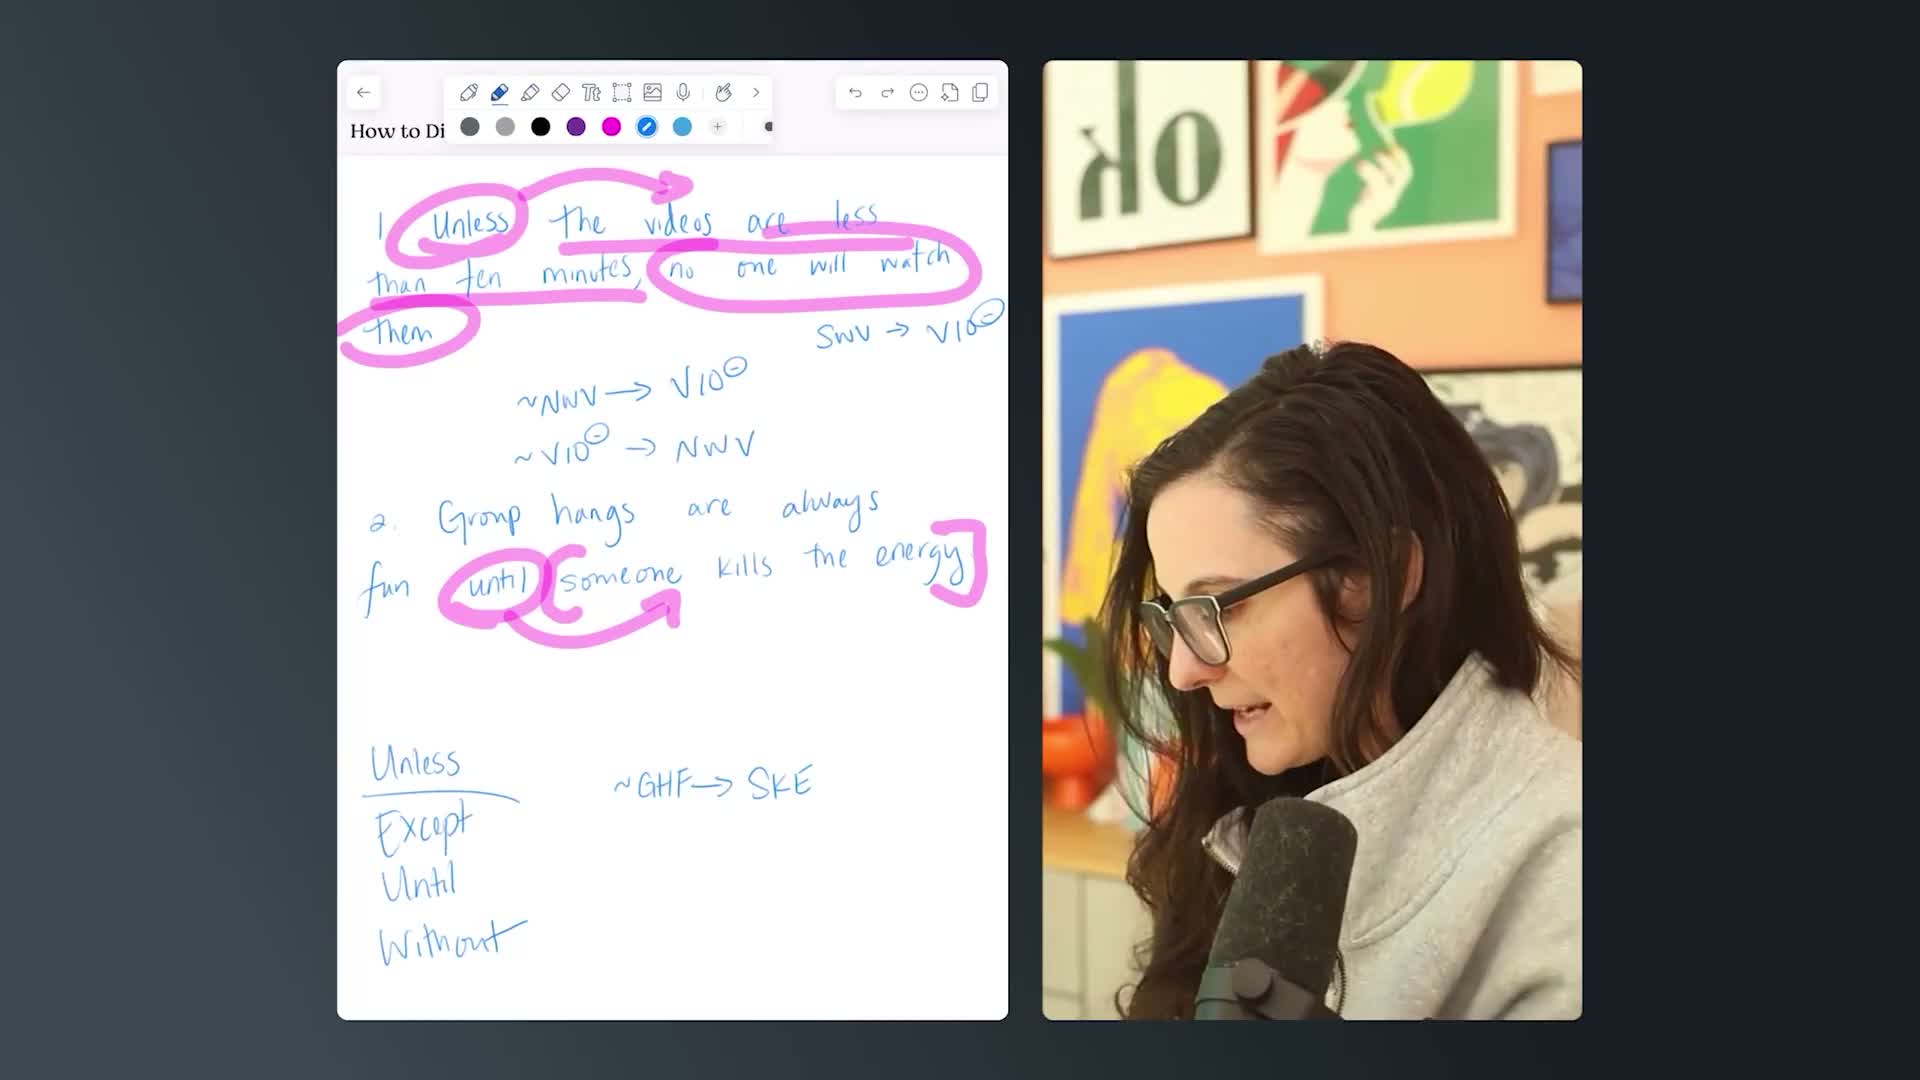 How to Di
1 Unless the videos are less
than ten minutes, no one will watch
them
SWV → V10⊖
~NWV → V10⊖
~V10⊖ → NWV
2. Group hangs are always
fun until someone kills the energy
Unless
Except
Until
Without
~GHF → SKE
ok